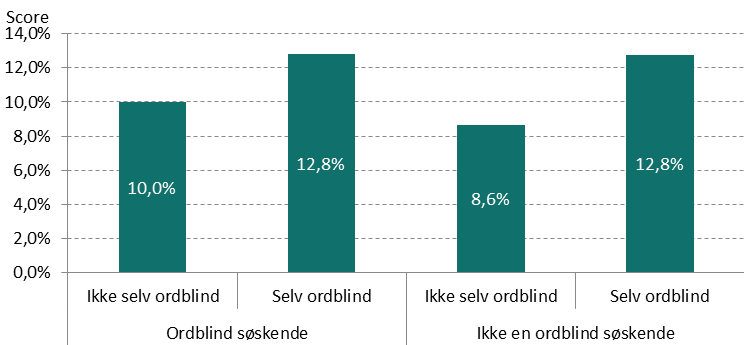 Score
14,0%
12,0%
10,0%
8,0%
6,0%
4,0%
2,0%
0,0%
10,0%
12,8%
8,6%
12,8%
Ikke selv ordblind
Selv ordblind
Ikke selv ordblind
Selv ordblind
Ordblind søskende
Ikke en ordblind søskende